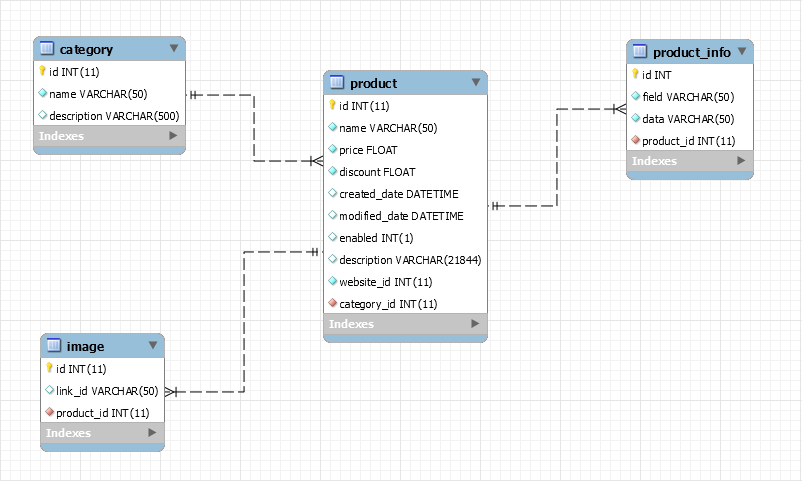 category
id INT(11)
name VARCHAR(50)
description VARCHAR(500)
Indexes
product
id INT(11)
name VARCHAR(50)
price FLOAT
discount FLOAT
created_date DATETIME
modified_date DATETIME
enabled INT(1)
description VARCHAR(21844)
website_id INT(11)
category_id INT(11)
Indexes
product_info
id INT
field VARCHAR(50)
data VARCHAR(50)
product_id INT(11)
Indexes
image
id INT(11)
link_id VARCHAR(50)
product_id INT(11)
Indexes